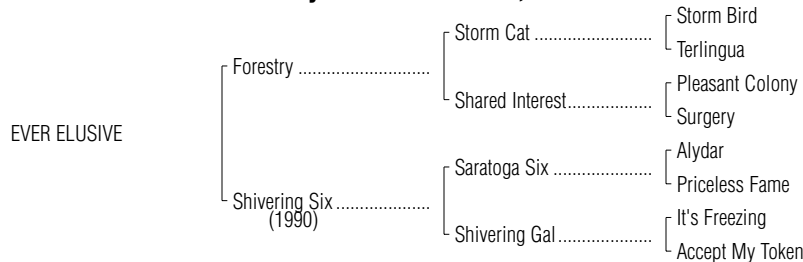 Storm Bird
Storm Cat ..........................
Terlingua
Forestry .............................
Pleasant Colony
Shared Interest...................
Surgery
EVER ELUSIVE
Alydar
Saratoga Six .......................
Priceless Fame
Shivering Six .....................
(1990)
It's Freezing
Shivering Gal.....................
Accept My Token